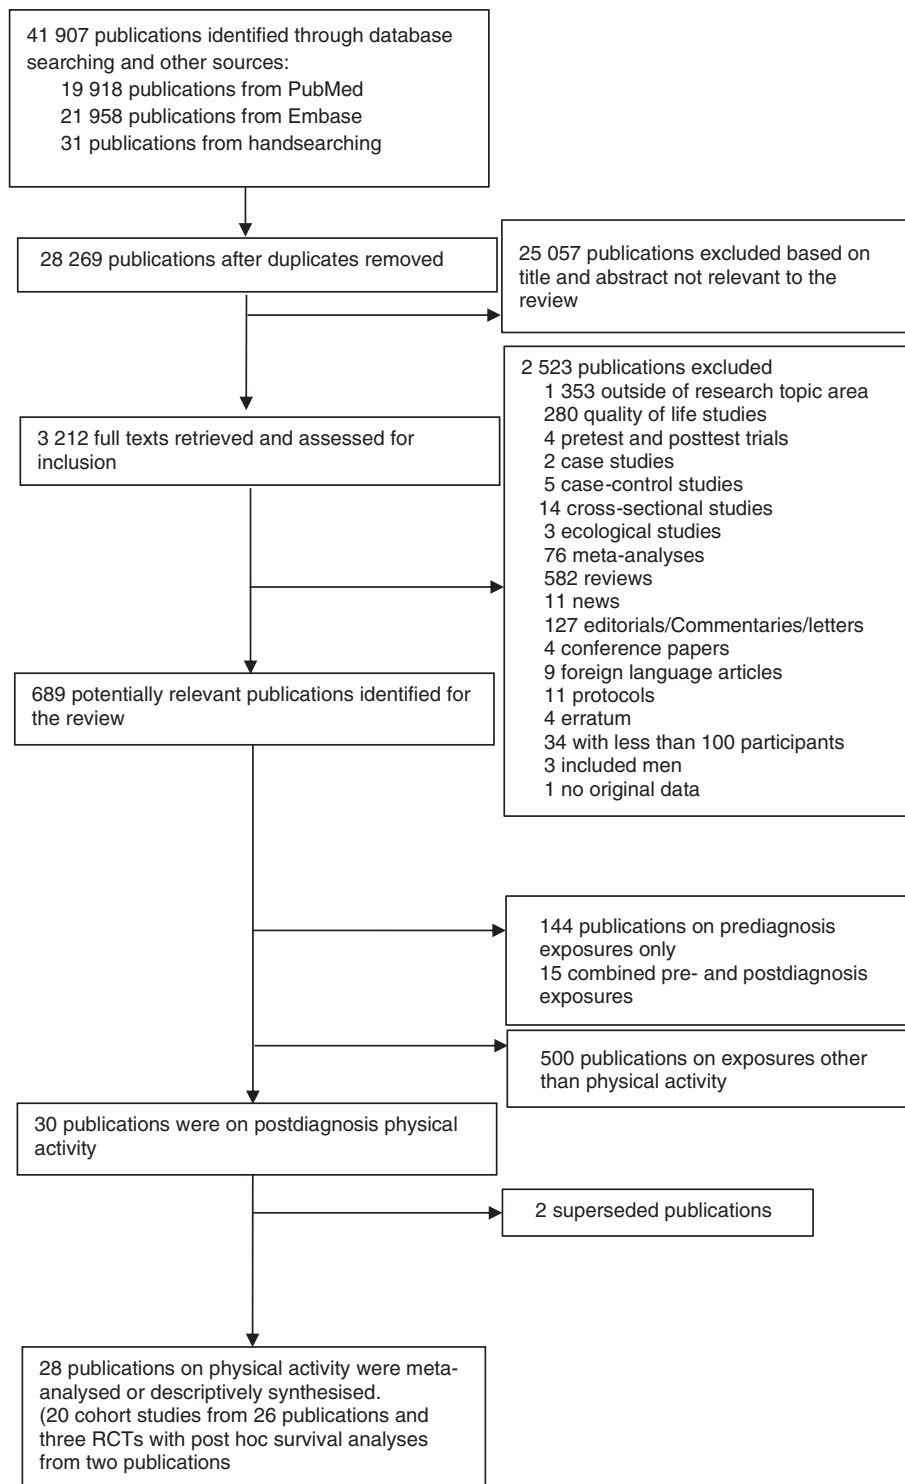 41 907 publications identified through database
searching and other sources:
19 918 publications from PubMed
21 958 publications from Embase
31 publications from handsearching
28 269 publications after duplicates removed
25 057 publications excluded based on
title and abstract not relevant to the
review
3 212 full texts retrieved and assessed for
inclusion
2 523 publications excluded
1 353 outside of research topic area
280 quality of life studies
4 pretest and posttest trials
2 case studies
5 case-control studies
14 cross-sectional studies
3 ecological studies
76 meta-analyses
582 reviews
11 news
127 editorials/Commentaries/letters
4 conference papers
9 foreign language articles
11 protocols
4 erratum
34 with less than 100 participants
3 included men
1 no original data
689 potentially relevant publications identified for
the review
144 publications on prediagnosis
exposures only
15 combined pre- and postdiagnosis
exposures
500 publications on exposures other
than physical activity
30 publications were on postdiagnosis physical
activity
2 superseded publications
28 publications on physical activity were meta-
analysed or descriptively synthesised.
(20 cohort studies from 26 publications and
three RCTs with post hoc survival analyses
from two publications